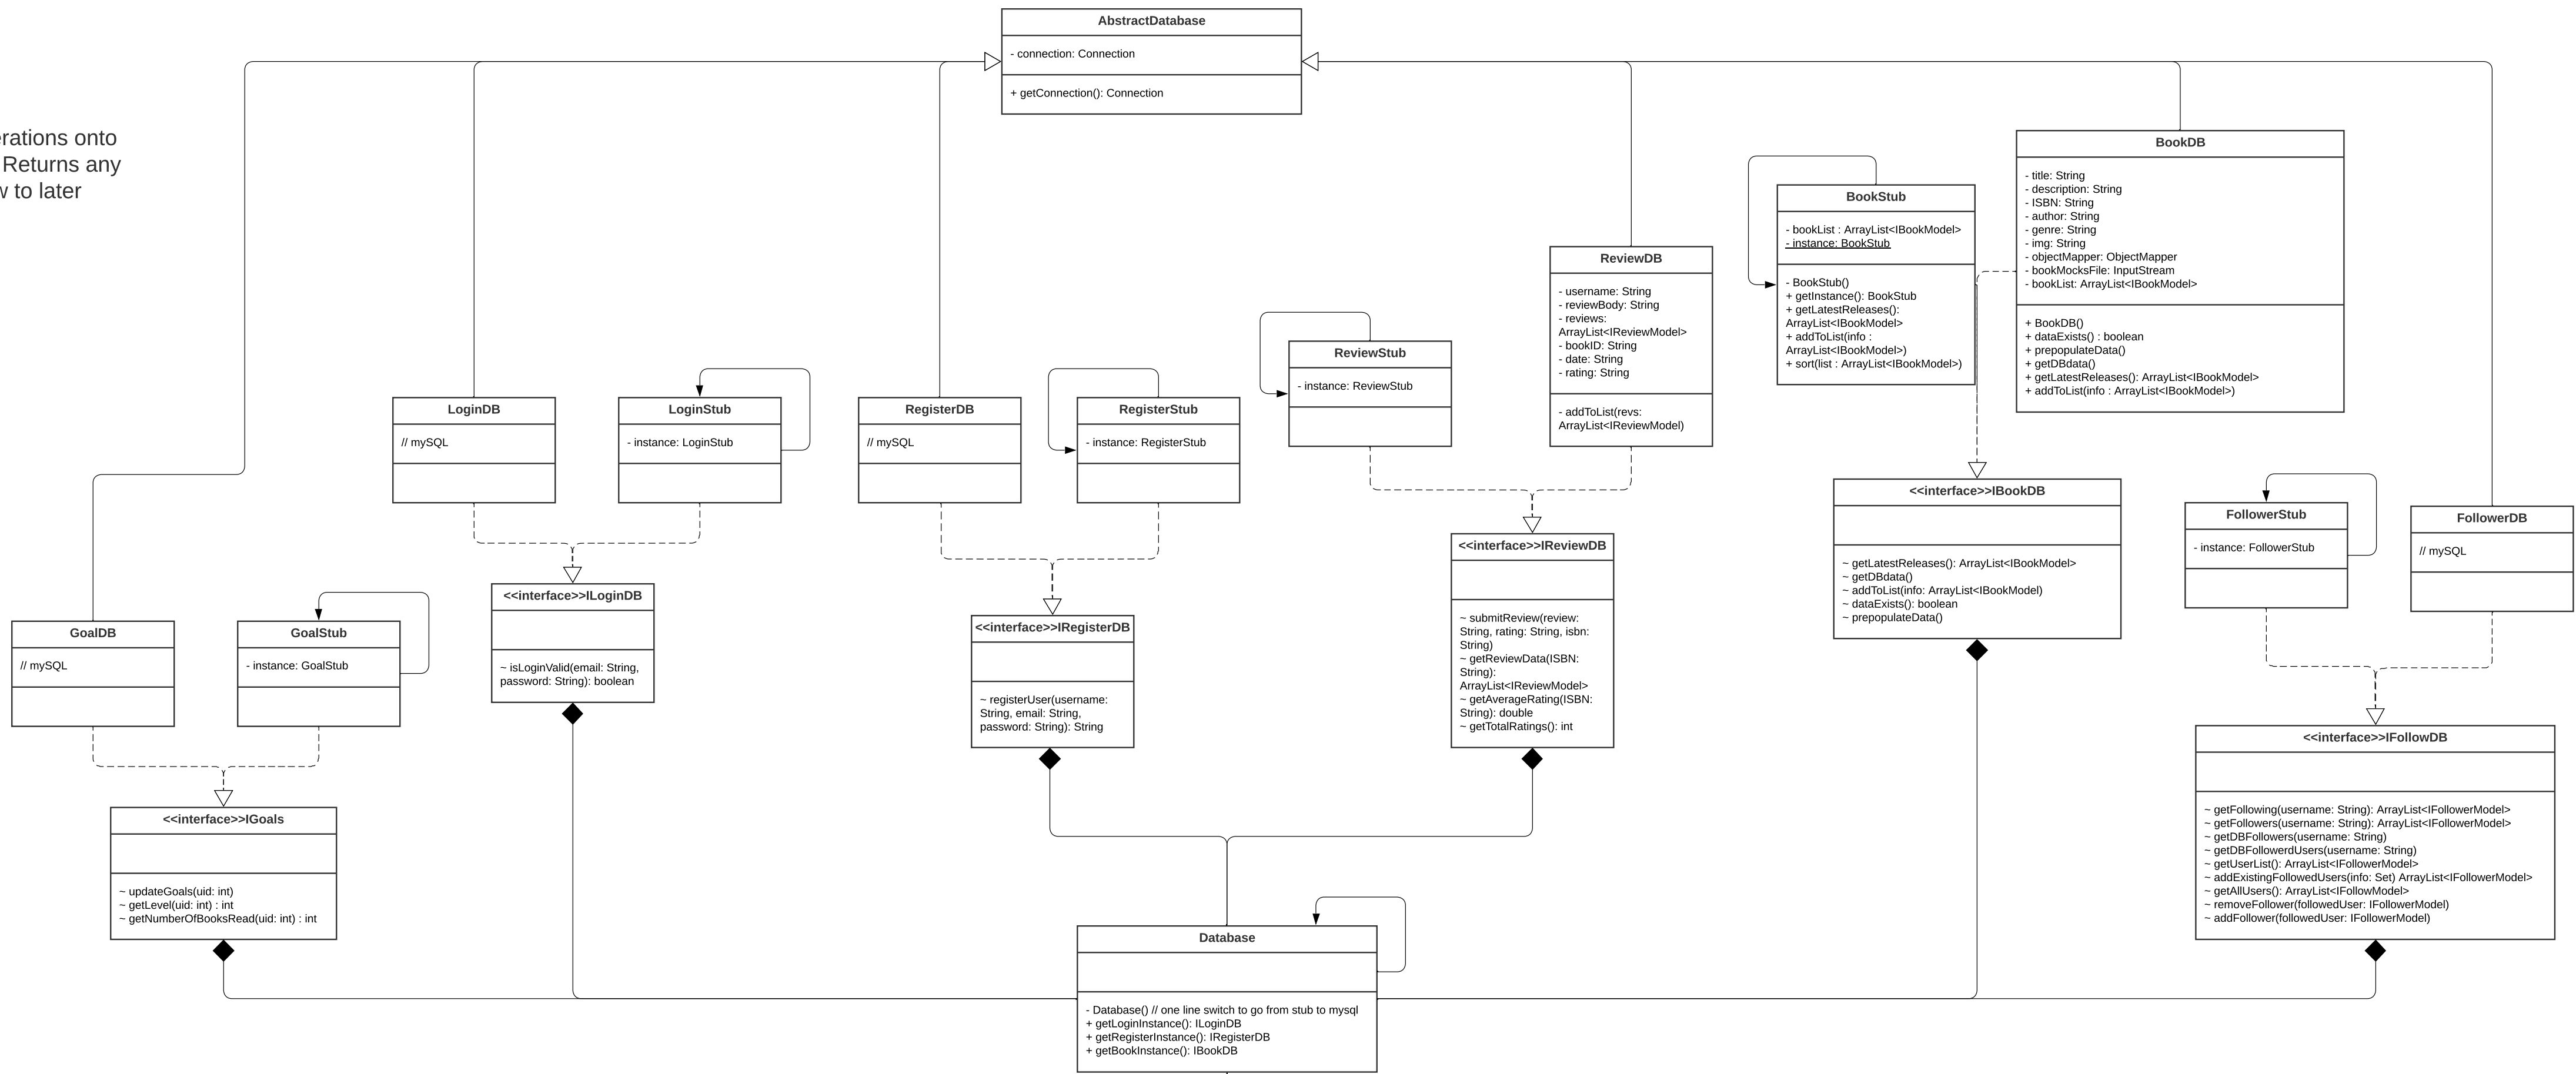 AbstractDatabase
- connection: Connection
+ getConnection(): Connection
erations onto
Returns any
w to later
BookDB
- title: String
- description: String
- ISBN: String
- author: String
- genre: String
- img: String
- objectMapper: ObjectMapper
- bookMocksFile: InputStream
- bookList: ArrayList<IBookModel>
+ BookDB()
+ dataExists() : boolean
+ prepopulateData()
+ getDBdata()
+ getLatestReleases(): ArrayList<IBookModel>
+ addToList(info : ArrayList<IBookModel>)
BookStub
- bookList : ArrayList<IBookModel>
- instance: BookStub
- BookStub()
+ getInstance(): BookStub
+ getLatestReleases():
ArrayList<IBookModel>
+ addToList(info :
ArrayList<IBookModel>)
+ sort(list : ArrayList<IBookModel>)
ReviewDB
- username: String
- reviewBody: String
- reviews:
ArrayList<IReviewModel>
- bookID: String
- date: String
- rating: String
- addToList(revs:
ArrayList<IReviewModel)
ReviewStub
- instance: ReviewStub
LoginDB
// mySQL
LoginStub
- instance: LoginStub
RegisterDB
// mySQL
RegisterStub
- instance: RegisterStub
<<interface>>IBookDB
~ getLatestReleases(): ArrayList<IBookModel>
~ getDBdata()
~ addToList(info: ArrayList<IBookModel)
~ dataExists(): boolean
~ prepopulateData()
FollowerStub
- instance: FollowerStub
FollowerDB
// mySQL
<<interface>>IReviewDB
~ submitReview(review:
String, rating: String, isbn:
String)
~ getReviewData(ISBN:
String):
ArrayList<IReviewModel>
~ getAverageRating(ISBN:
String): double
~ getTotalRatings(): int
<<interface>>ILoginDB
~ isLoginValid(email: String,
password: String): boolean
<<interface>>IRegisterDB
~ registerUser(username:
String, email: String,
password: String): String
GoalDB
// mySQL
GoalStub
- instance: GoalStub
<<interface>>IFollowDB
~ getFollowing(username: String): ArrayList<IFollowerModel>
~ getFollowers(username: String): ArrayList<IFollowerModel>
~ getDBFollowers(username: String)
~ getDBFollowerdUsers(username: String)
~ getUserList(): ArrayList<IFollowerModel>
~ addExistingFollowedUsers(info: Set) ArrayList<IFollowerModel>
~ getAllUsers(): ArrayList<IFollowModel>
~ removeFollower(followedUser: IFollowerModel)
~ addFollower(followedUser: IFollowerModel)
<<interface>>IGoals
~ updateGoals(uid: int)
~ getLevel(uid: int) : int
~ getNumberOfBooksRead(uid: int) : int
Database
- Database() // one line switch to go from stub to mysql
+ getLoginInstance(): ILoginDB
+ getRegisterInstance(): IRegisterDB
+ getBookInstance(): IBookDB